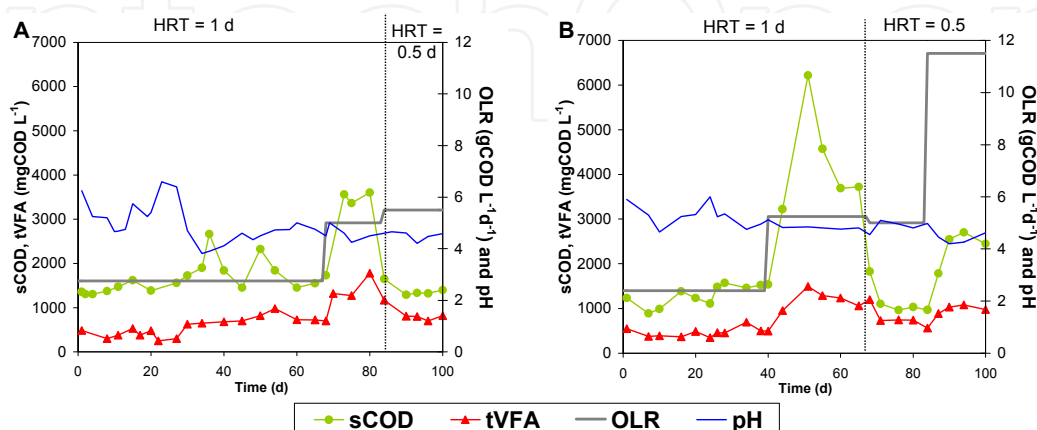 A
HRT = 1 d
HRT =
0.5 d
7000
6000
5000
4000
3000
2000
1000
0
sCOD, tVFA (mgCOD L-1)
12
10
8
6
4
2
0
OLR (gCOD L-1d-1) and pH
0 20 40 60 80 100
Time (d)
B
HRT = 1 d
HRT = 0.5
7000
6000
5000
4000
3000
2000
1000
0
sCOD, tVFA (mgCOD L-1)
12
10
8
6
4
2
0
OLR (gCOD L-1d-1) and pH
0 20 40 60 80 100
Time (d)
sCOD tVFA OLR pH